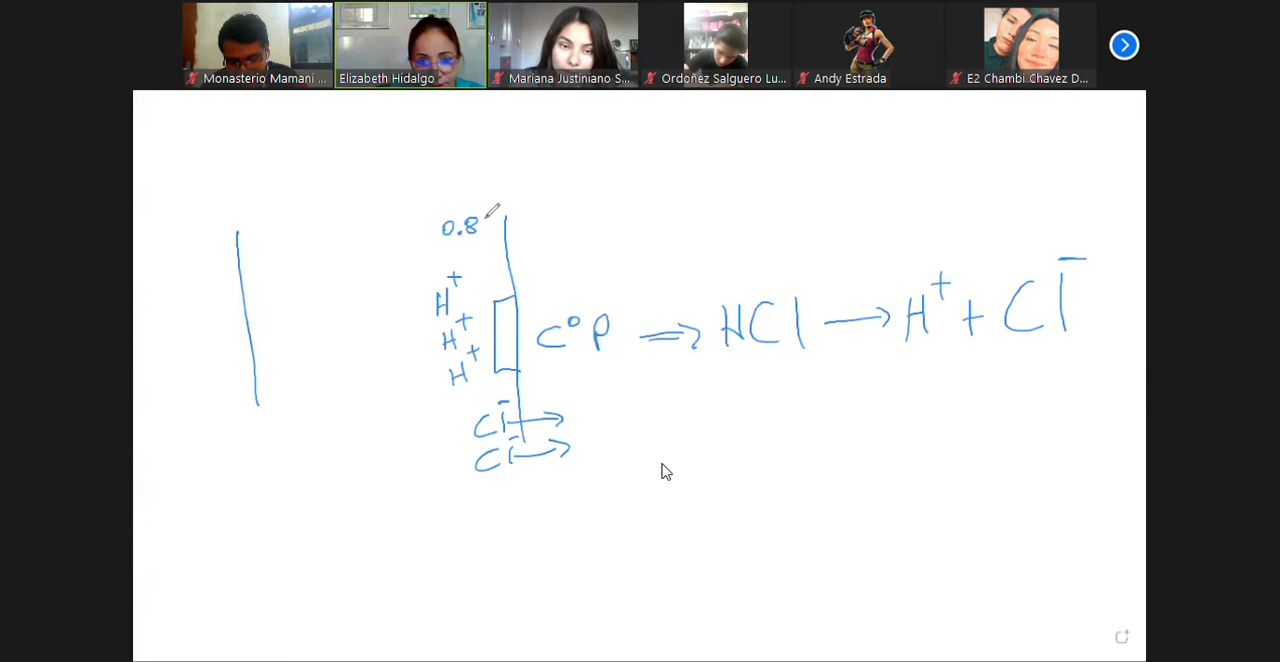 Monasterio Mamani ...
Elizabeth Hidalgo
Mariana Justiniano S...
Ordoñez Salguero Lu...
Andy Estrada
E2 Chambi Chavez D...
0.8
H+
H+
H+
C°P ⇒ HCl → H+ + Cl-
Cl- →
Cl- →